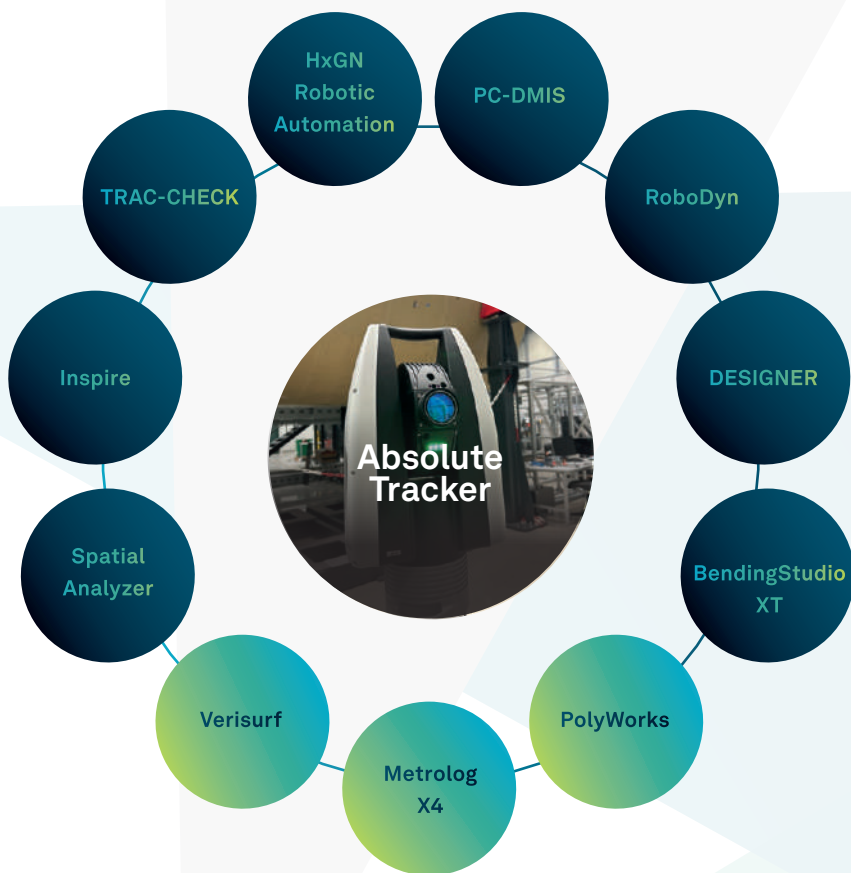 HxGN
Robotic
Automation
PC-DMIS
TRAC-CHECK
RoboDyn
Inspire
DESIGNER
Absolute
Tracker
Spatial
Analyzer
BendingStudio
XT
Verisurf
PolyWorks
Metrolog
X4